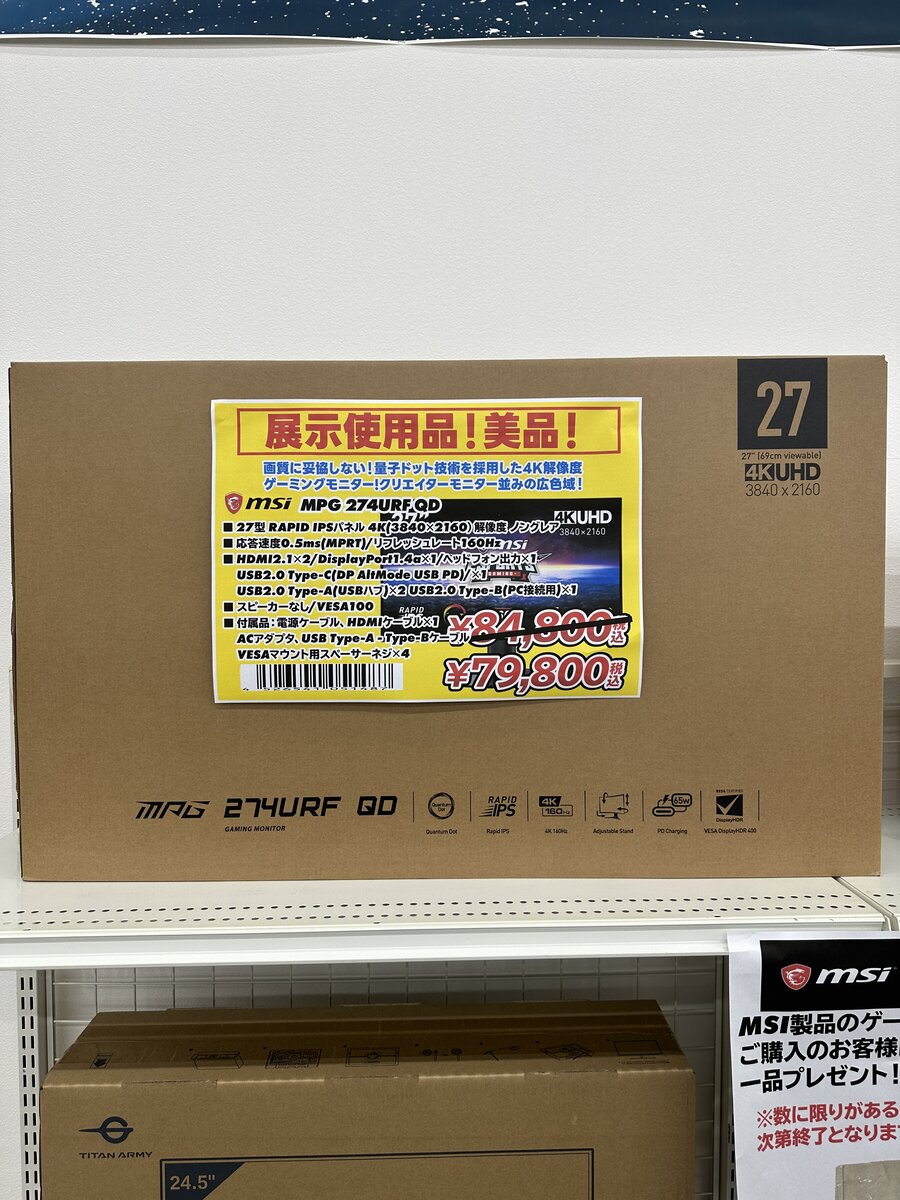 展示使用品!美品!
画質に妥協しない!量子ドット技術を採用した4K解像度
ゲーミングモニター!クリエイターモニター並みの広色域!
msi MPG 274URF QD
■27型 RAPID IPSパネル 4K(3840×2160) 解像度 ノングレア
■応答速度0.5ms(MPRT)/リフレッシュレート160Hz
■HDMI2.1×2/DisplayPort1.4a×1/ヘッドフォン出力×1
USB2.0 Type-C(DP AltMode USB PD)/×1
USB2.0 Type-A(USBハブ)×2 USB2.0 Type-B(PC接続用)×1
■スピーカーなし/VESA100
■付属品:電源ケーブル、HDMIケーブル×1
ACアダプタ、USB Type-A - Type-Bケーブル
VESAマウント用スペーサーネジ×4
4KUHD
3840×2160
RAPID
¥84,800税込
¥79,800税込
27
27" (69cm viewable)
4KUHD
3840 x 2160
MPG 274URF QD
GAMING MONITOR
Quantum Dot
Quantum Dot
RAPID IPS
Rapid IPS
4K 160Hz
4K 160Hz
Adjustable Stand
65W
PD Charging
VESA CERTIFIED
DisplayHDR
VESA DisplayHDR 400
TITAN ARMY
24.5"
msi
MSI製品のゲー
ご購入のお客様
一品プレゼント!
※数に限りがある
次第終了となりま